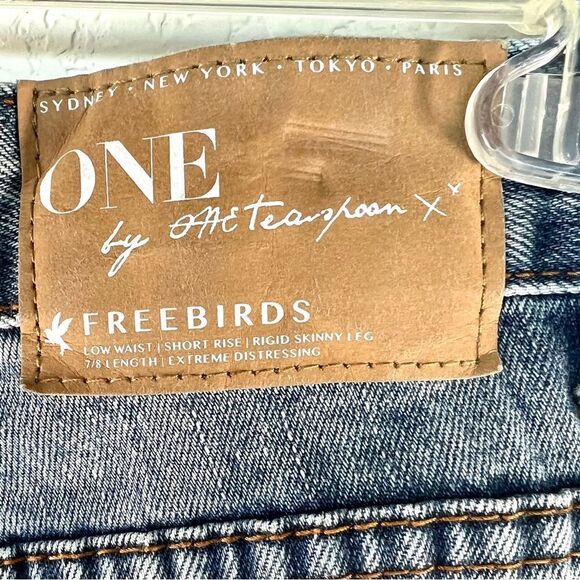 SYDNEY · NEW YORK · TOKYO · PARIS
ONE
by ONE teaspoon X
FREEBIRDS
LOW WAIST | SHORT RISE | RIGID SKINNY LEG
7/8 LENGTH | EXTREME DISTRESSING